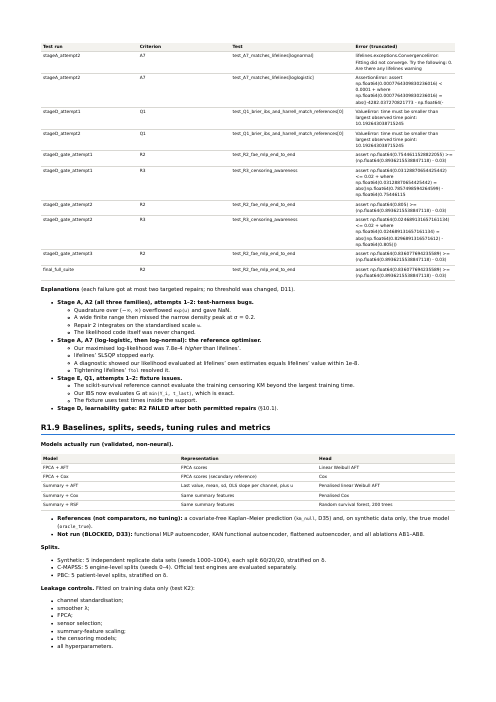 Test run Criterion Test Error (truncated)
stageA_attempt2 A7 test_A7_matches_lifelines[lognormal] lifelines.exceptions.ConvergenceError:
Fitting did not converge. Try the following: 0.
Are there any lifelines warning
stageA_attempt2 A7 test_A7_matches_lifelines[loglogistic] AssertionError: assert
np.float64(0.0007764309830236016) <
0.0001 + where
np.float64(0.0007764309830236016) =
abs((-4282.037270821773 - np.float64(-
stageD_attempt1 Q1 test_Q1_brier_ibs_and_harrell_match_references[0] ValueError: time must be smaller than
largest observed time point:
10.192643038715245
stageD_attempt2 Q1 test_Q1_brier_ibs_and_harrell_match_references[0] ValueError: time must be smaller than
largest observed time point:
10.192643038715245
stageD_gate_attempt1 R2 test_R2_fae_mlp_end_to_end assert np.float64(0.7544611528822055) >=
(np.float64(0.8936215538847118) - 0.03)
stageD_gate_attempt1 R3 test_R3_censoring_awareness assert np.float64(0.03128870654425442)
<= 0.02 + where
np.float64(0.03128870654425442) =
abs((np.float64(0.7857498594264599) -
np.float64(0.75446115
stageD_gate_attempt2 R2 test_R2_fae_mlp_end_to_end assert np.float64(0.805) >=
(np.float64(0.8936215538847118) - 0.03)
stageD_gate_attempt2 R3 test_R3_censoring_awareness assert np.float64(0.024689131657161134)
<= 0.02 + where
np.float64(0.024689131657161134) =
abs((np.float64(0.8296891316571612) -
np.float64(0.805)))
stageD_gate_attempt3 R2 test_R2_fae_mlp_end_to_end assert np.float64(0.8360776942355889) >=
(np.float64(0.8936215538847118) - 0.03)
final_full_suite R2 test_R2_fae_mlp_end_to_end assert np.float64(0.8360776942355889) >=
(np.float64(0.8936215538847118) - 0.03)
Explanations (each failure got at most two targeted repairs; no threshold was changed, D11).
• Stage A, A2 (all three families), attempts 1–2: test-harness bugs.
◦ Quadrature over (−∞, ∞) overflowed exp(u) and gave NaN.
◦ A wide finite range then missed the narrow density peak at σ = 0.2.
◦ Repair 2 integrates on the standardised scale u.
◦ The likelihood code itself was never changed.
• Stage A, A7 (log-logistic, then log-normal): the reference optimiser.
◦ Our maximised log-likelihood was 7.8e-4 higher than lifelines'.
◦ lifelines' SLSQP stopped early.
◦ A diagnostic showed our likelihood evaluated at lifelines' own estimates equals lifelines' value within 1e-8.
◦ Tightening lifelines' ftol resolved it.
• Stage E, Q1, attempts 1–2: fixture issues.
◦ The scikit-survival reference cannot evaluate the training censoring KM beyond the largest training time.
◦ Our IBS now evaluates G at min(T_i, t_last), which is exact.
◦ The fixture uses test times inside the support.
• Stage D, learnability gate: R2 FAILED after both permitted repairs (§10.1).
R1.9 Baselines, splits, seeds, tuning rules and metrics
Models actually run (validated, non-neural).
Model Representation Head
FPCA + AFT FPCA scores Linear Weibull AFT
FPCA + Cox FPCA scores (secondary reference) Cox
Summary + AFT Last value, mean, sd, OLS slope per channel, plus u Penalised linear Weibull AFT
Summary + Cox Same summary features Penalised Cox
Summary + RSF Same summary features Random survival forest, 200 trees
• References (not comparators, no tuning): a covariate-free Kaplan–Meier prediction (km_null, D35) and, on synthetic data only, the true model
(oracle_true).
• Not run (BLOCKED, D33): functional MLP autoencoder, KAN functional autoencoder, flattened autoencoder, and all ablations AB1–AB8.
Splits.
• Synthetic: 5 independent replicate data sets (seeds 1000–1004), each split 60/20/20, stratified on δ.
• C-MAPSS: 5 engine-level splits (seeds 0–4). Official test engines are evaluated separately.
• PBC: 5 patient-level splits, stratified on δ.
Leakage controls. Fitted on training data only (test K2):
• channel standardisation;
• smoother λ;
• FPCA;
• sensor selection;
• summary-feature scaling;
• the censoring models;
• all hyperparameters.